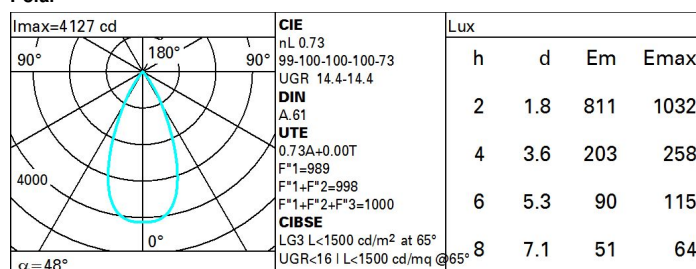 Imax=4127 cd
90°
180°
90°
4000
0°
α=48°
CIE
nL 0.73
99-100-100-100-73
UGR 14.4-14.4
DIN
A.61
UTE
0.73A+0.00T
F"1=989
F"1+F"2=998
F"1+F"2+F"3=1000
CIBSE
LG3 L<1500 cd/m² at 65°
UGR<16 | L<1500 cd/mq @65°
Lux
h d Em Emax
2 1.8 811 1032
4 3.6 203 258
6 5.3 90 115
8 7.1 51 64